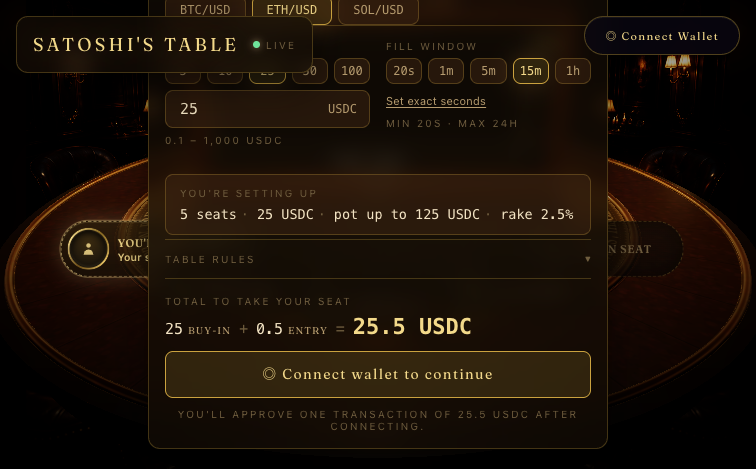 BTC/USD ETH/USD SOL/USD
SATOSHI'S TABLE LIVE
◎ Connect Wallet
FILL WINDOW
100
20s 1m 5m 15m 1h
25 USDC
Set exact seconds
MIN 20S · MAX 24H
0.1 – 1,000 USDC
YOU'RE SETTING UP
5 seats · 25 USDC · pot up to 125 USDC · rake 2.5%
TABLE RULES ▾
TOTAL TO TAKE YOUR SEAT
25 BUY-IN + 0.5 ENTRY = 25.5 USDC
◎ Connect wallet to continue
YOU'LL APPROVE ONE TRANSACTION OF 25.5 USDC AFTER
CONNECTING.
SEAT